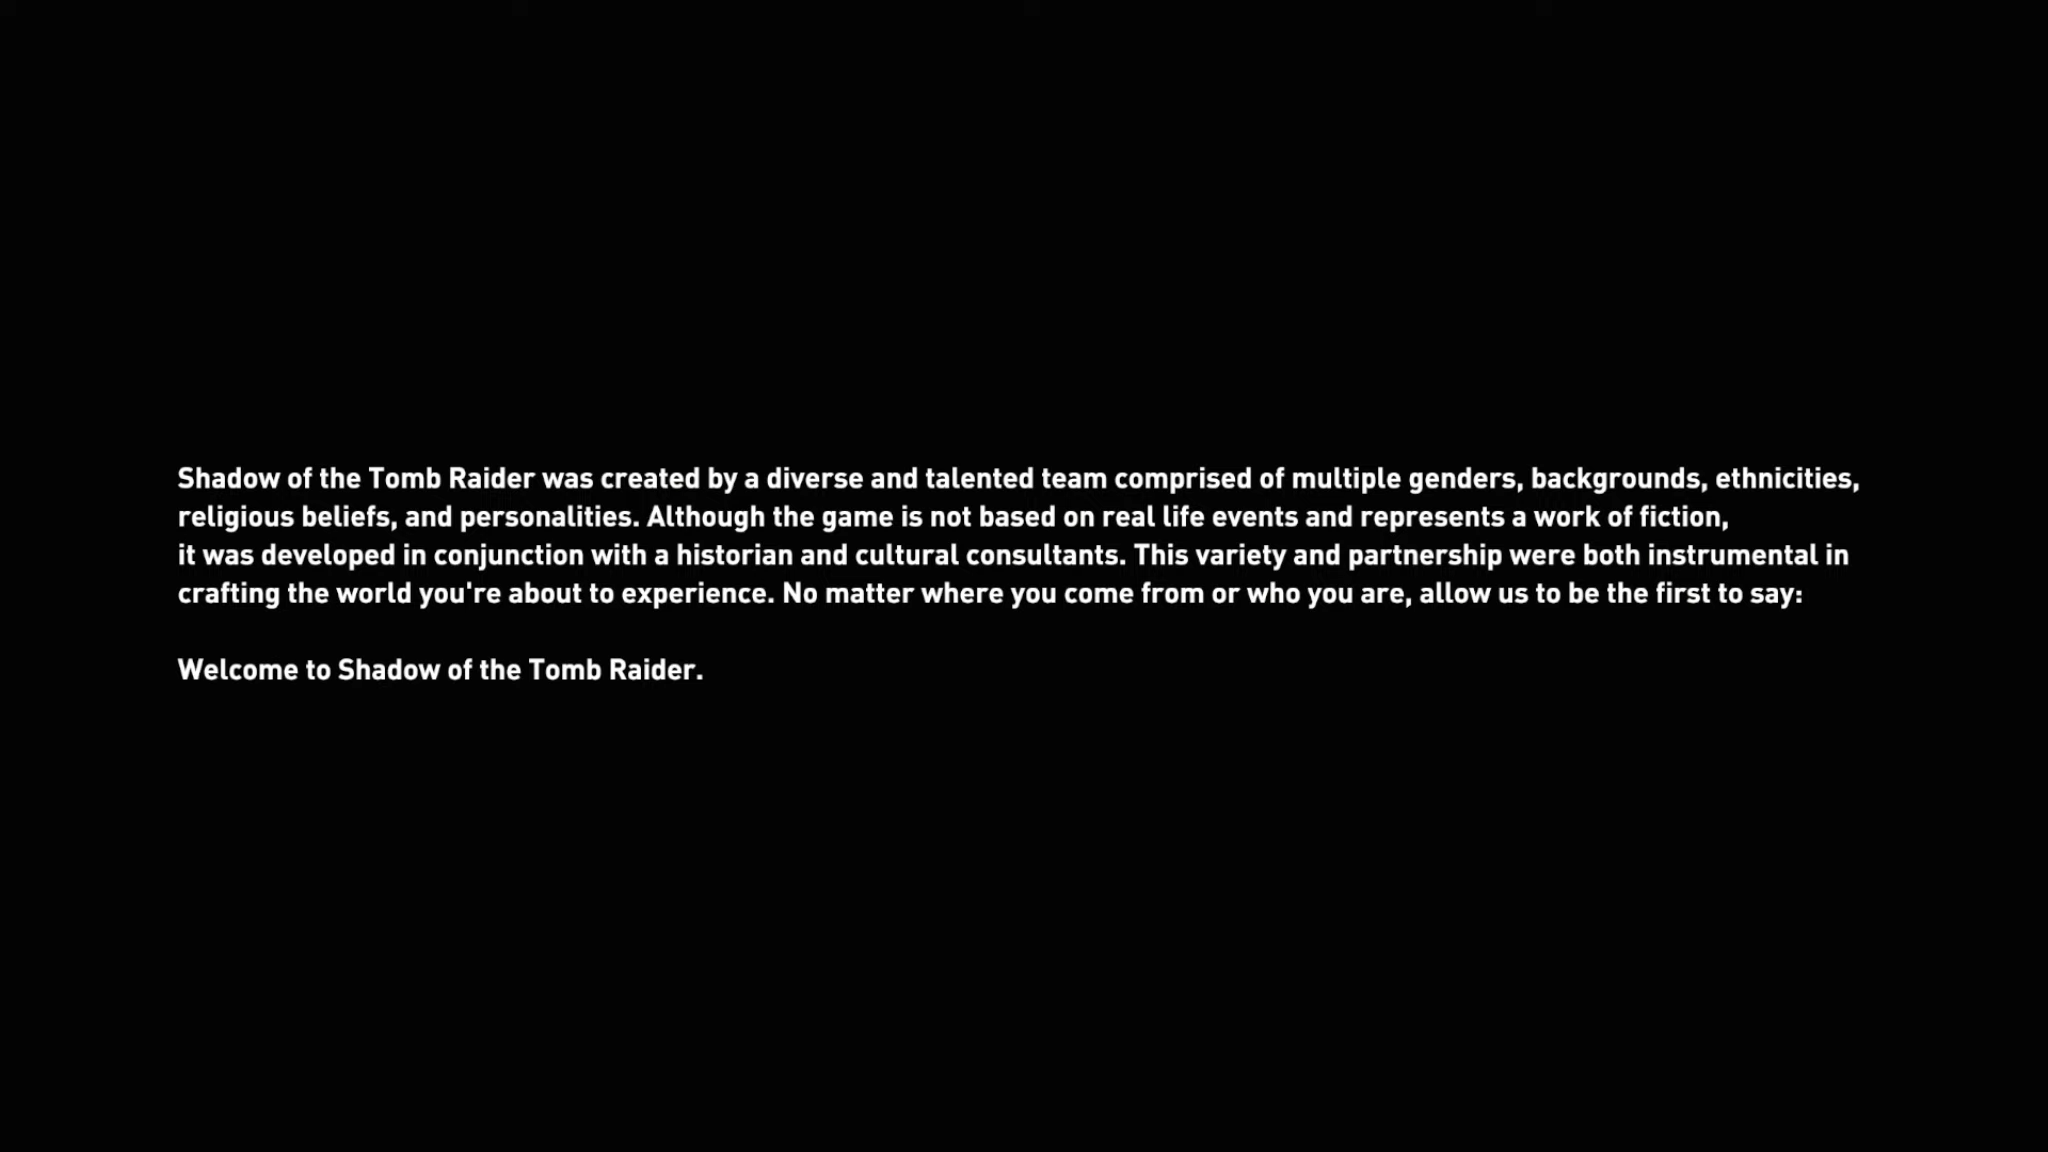 Shadow of the Tomb Raider was created by a diverse and talented team comprised of multiple genders, backgrounds, ethnicities,
religious beliefs, and personalities. Although the game is not based on real life events and represents a work of fiction,
it was developed in conjunction with a historian and cultural consultants. This variety and partnership were both instrumental in
crafting the world you're about to experience. No matter where you come from or who you are, allow us to be the first to say:
Welcome to Shadow of the Tomb Raider.